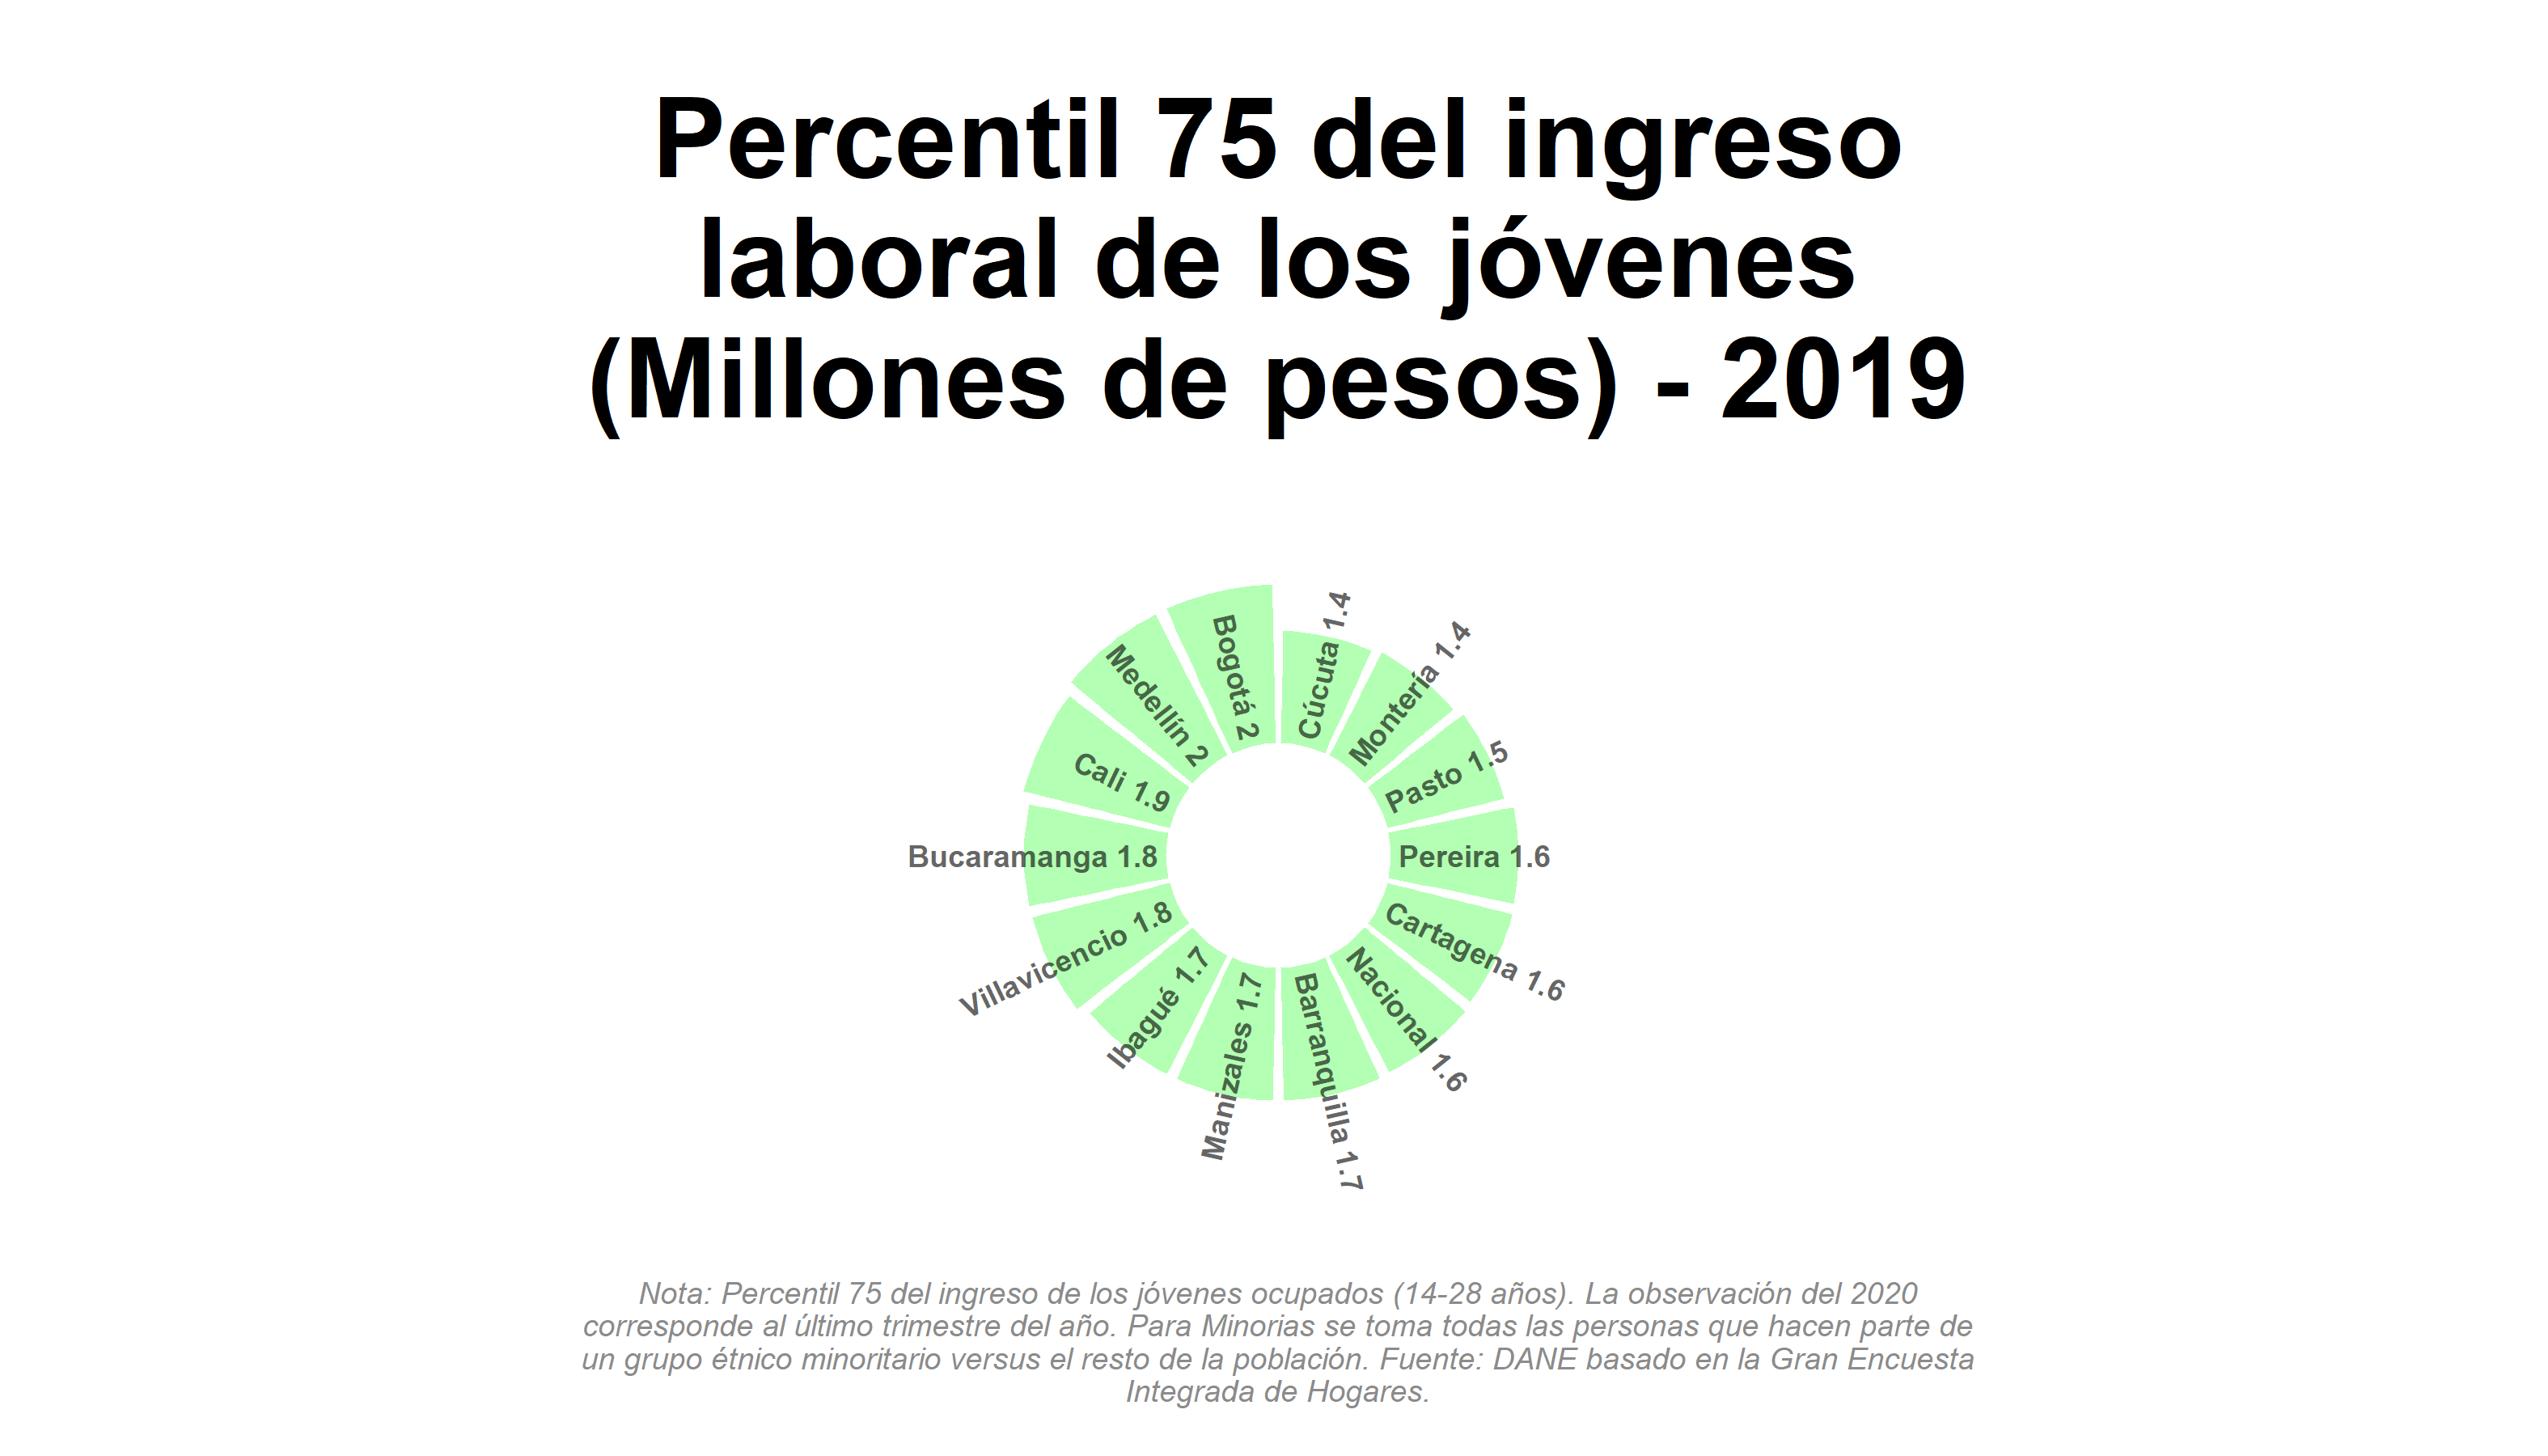 Percentil 75 del ingreso
laboral de los jóvenes
(Millones de pesos) - 2019
Cúcuta 1.4
Montería 1.4
Pasto 1.5
Pereira 1.6
Cartagena 1.6
Nacional 1.6
Barranquilla 1.7
Manizales 1.7
Ibagué 1.7
Villavicencio 1.8
Bucaramanga 1.8
Cali 1.9
Medellín 2
Bogotá 2
Nota: Percentil 75 del ingreso de los jóvenes ocupados (14-28 años). La observación del 2020
corresponde al último trimestre del año. Para Minorias se toma todas las personas que hacen parte de
un grupo étnico minoritario versus el resto de la población. Fuente: DANE basado en la Gran Encuesta
Integrada de Hogares.